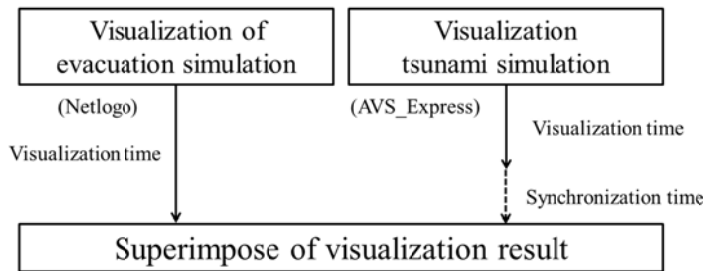 Visualization of
evacuation simulation
Visualization
tsunami simulation
(Netlogo)
(AVS_Express)
Visualization time
Visualization time
Synchronization time
Superimpose of visualization result